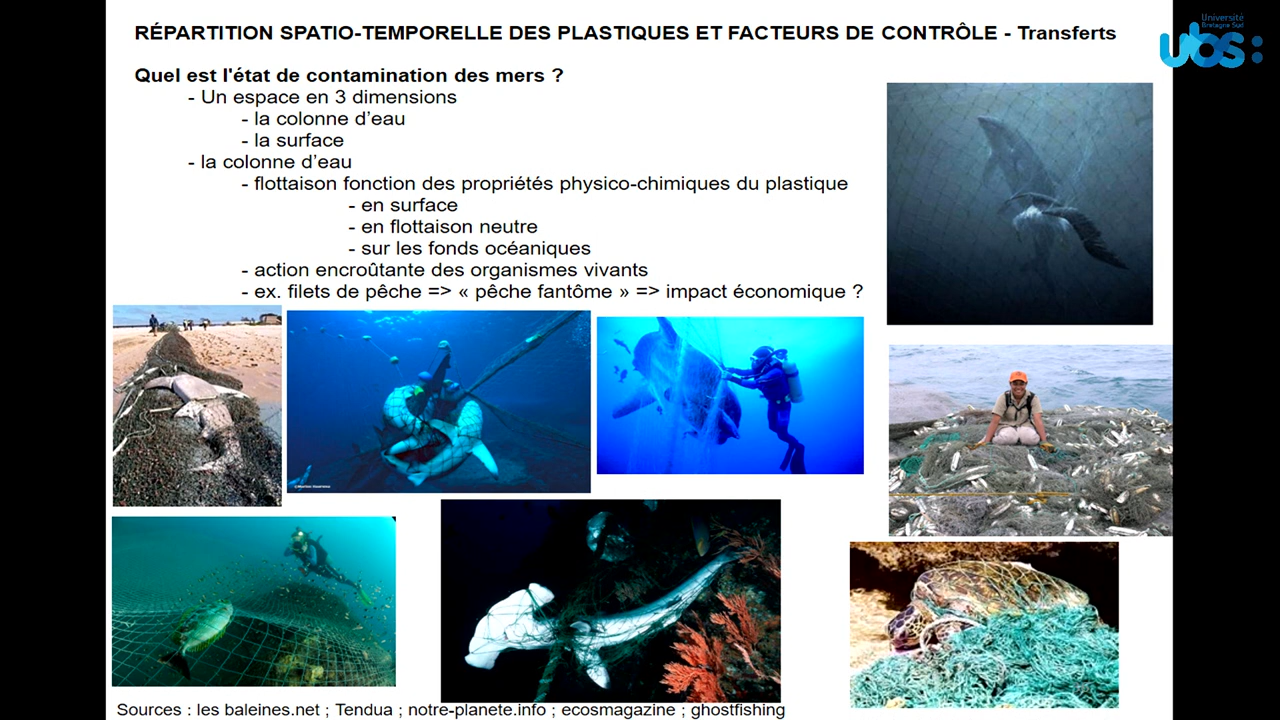 RÉPARTITION SPATIO-TEMPORELLE DES PLASTIQUES ET FACTEURS DE CONTRÔLE - Transferts
Université
Bretagne Sud
ubs:
Quel est l'état de contamination des mers ?
- Un espace en 3 dimensions
- la colonne d'eau
- la surface
- la colonne d'eau
- flottaison fonction des propriétés physico-chimiques du plastique
- en surface
- en flottaison neutre
- sur les fonds océaniques
- action encroûtante des organismes vivants
- ex. filets de pêche => « pêche fantôme » => impact économique ?
Sources : les baleines.net ; Tendua ; notre-planete.info ; ecosmagazine ; ghostfishing